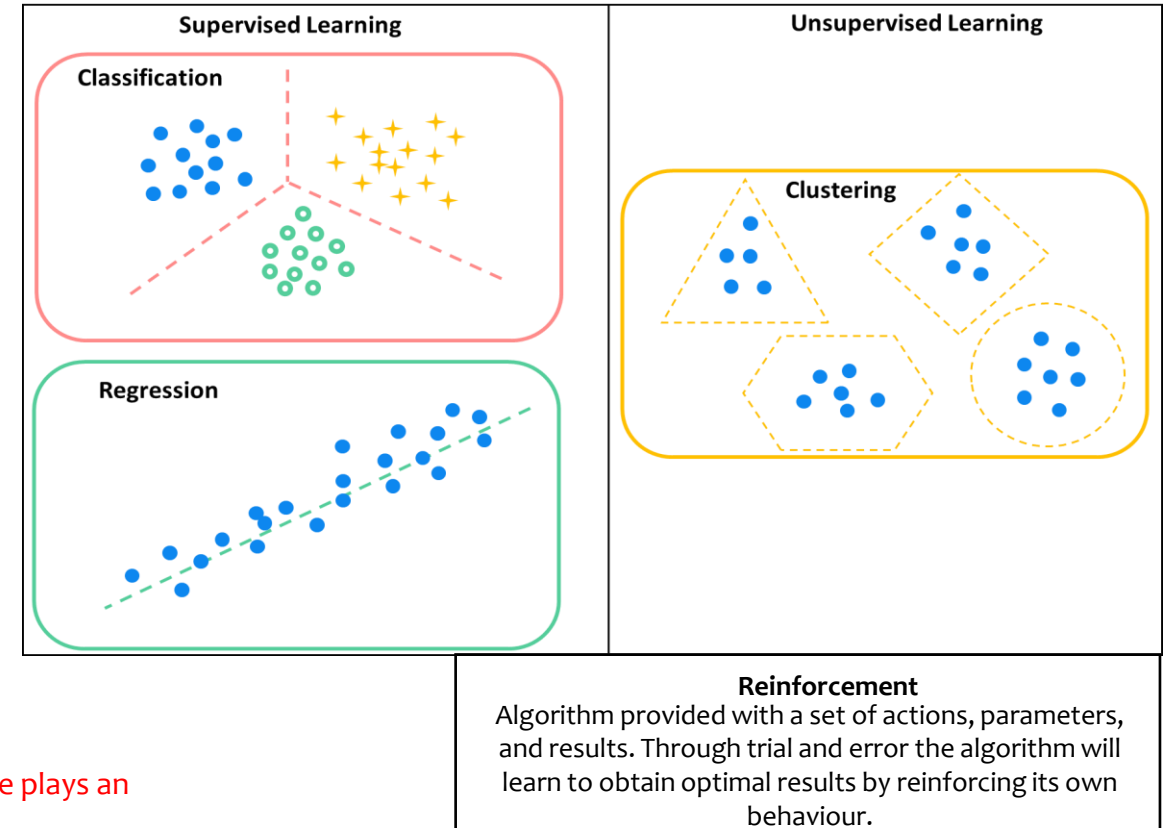 Supervised Learning
Unsupervised Learning
Classification
Clustering
Regression
Reinforcement
Algorithm provided with a set of actions, parameters,
and results. Through trial and error the algorithm will
learn to obtain optimal results by reinforcing its own
behaviour.
e plays an